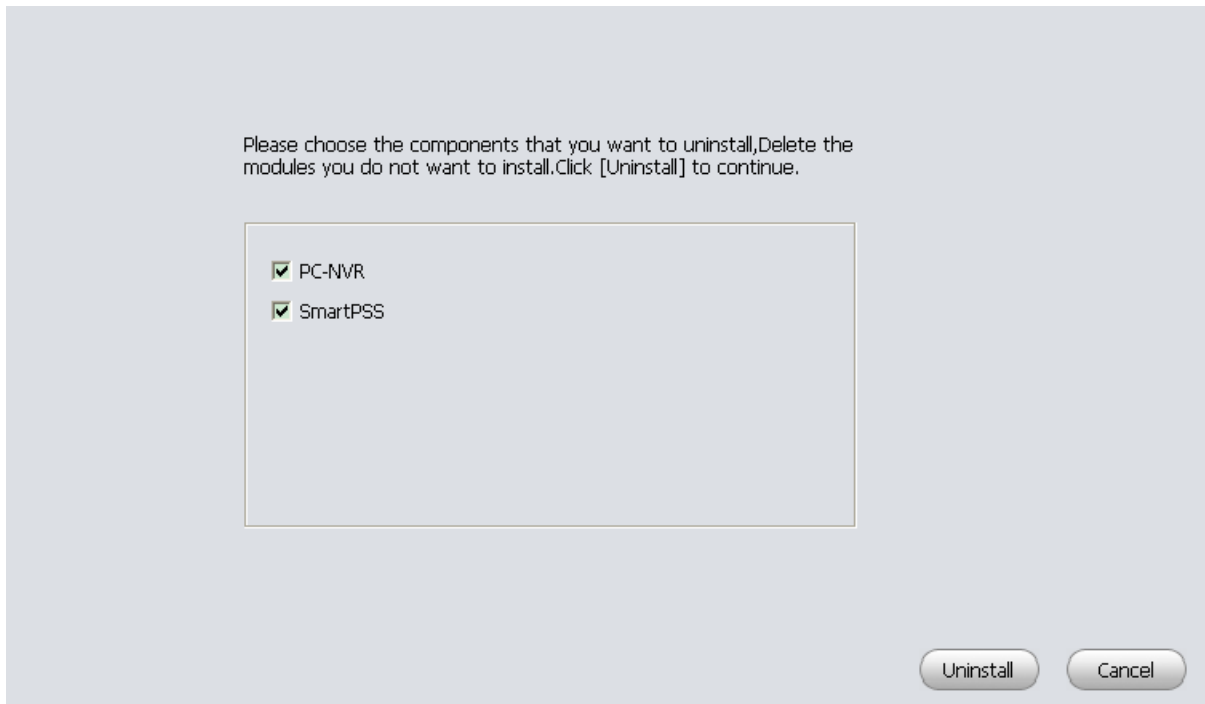 Please choose the components that you want to uninstall,Delete the
modules you do not want to install.Click [Uninstall] to continue.
PC-NVR
SmartPSS
Uninstall
Cancel